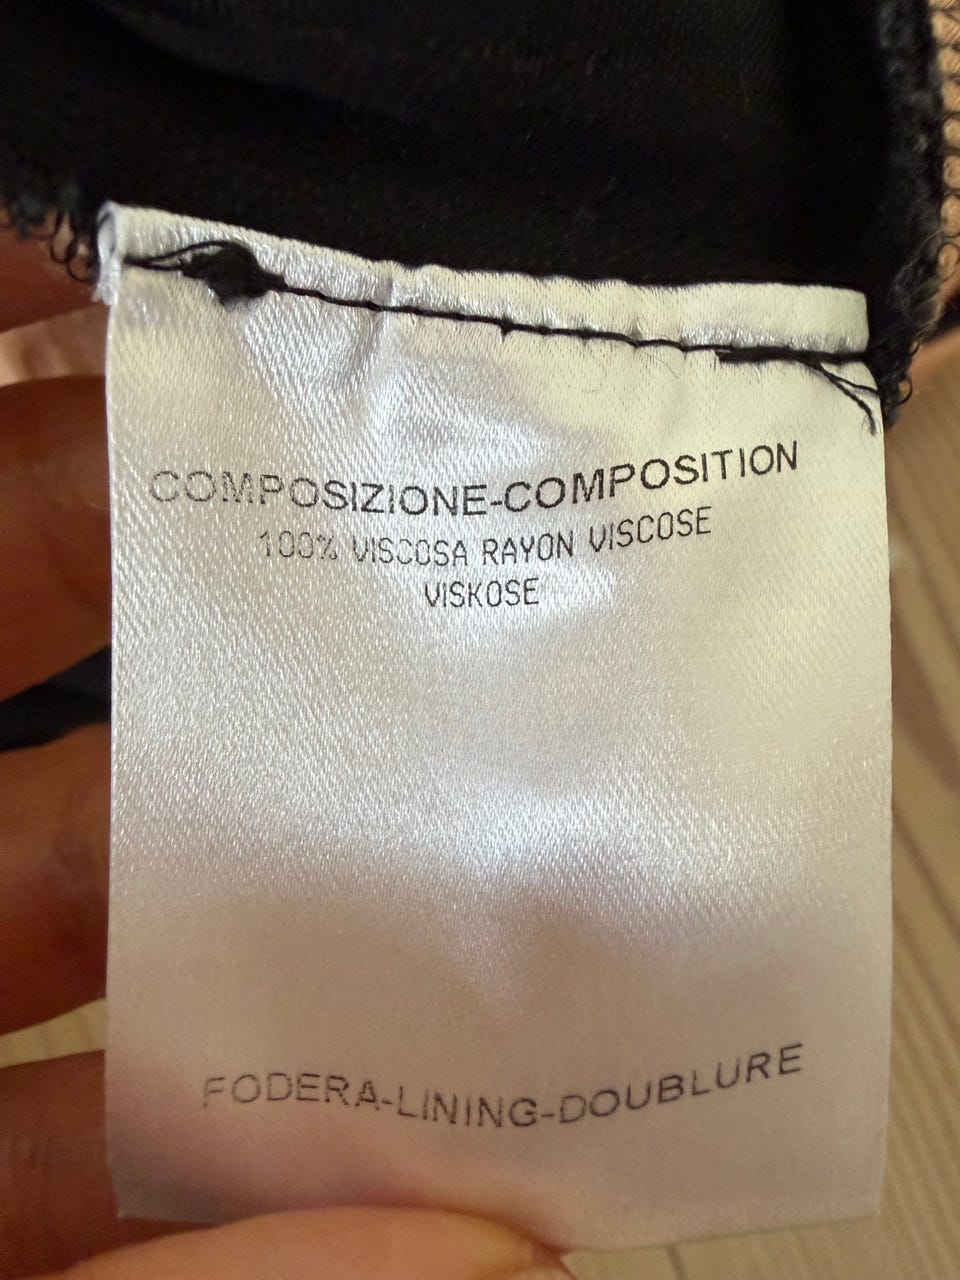 COMPOSIZIONE-COMPOSITION
100% VISCOSA RAYON VISCOSE
VISKOSE
FODERA-LINING-DOUBLURE